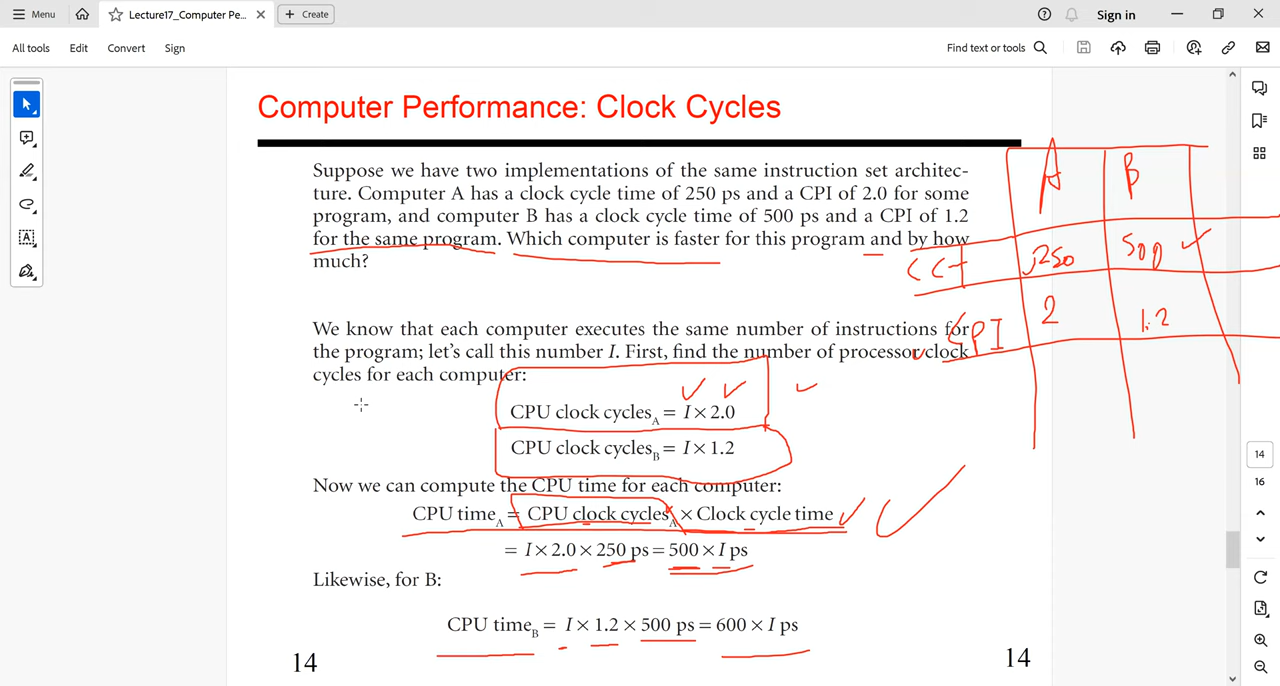 Menu
Lecture17_Computer Pe...
Create
Sign in
All tools
Edit
Convert
Sign
Find text or tools
Computer Performance: Clock Cycles
Suppose we have two implementations of the same instruction set architec-
ture. Computer A has a clock cycle time of 250 ps and a CPI of 2.0 for some
program, and computer B has a clock cycle time of 500 ps and a CPI of 1.2
for the same program. Which computer is faster for this program and by how
much?
A B
CCT 250 500
CPI 2 1.2
We know that each computer executes the same number of instructions for
the program; let's call this number I. First, find the number of processor clock
cycles for each computer:
CPU clock cycles_A = I × 2.0
CPU clock cycles_B = I × 1.2
Now we can compute the CPU time for each computer:
CPU time_A = CPU clock cycles_A × Clock cycle time
= I × 2.0 × 250 ps = 500 × I ps
Likewise, for B:
CPU time_B = I × 1.2 × 500 ps = 600 × I ps
14
14
14
16